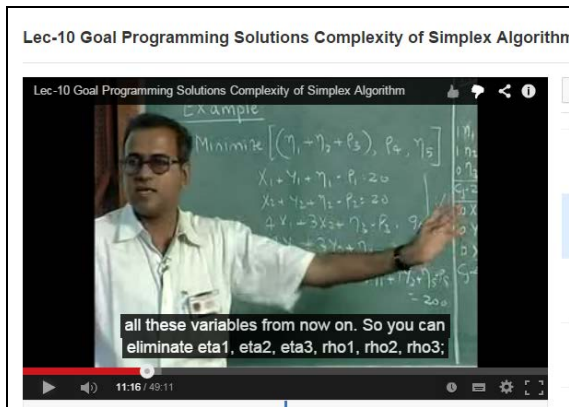 Lec-10 Goal Programming Solutions Complexity of Simplex Algorithm
Lec-10 Goal Programming Solutions Complexity of Simplex Algorithm
Example
Minimize [(η₁+η₂+ρ₃), ρ₄, η₅]
X₁+Y₁+η₁-ρ₁=20
X₂+Y₂+η₂-ρ₂=20
4X₁+3X₂+η₃-ρ₃
all these variables from now on. So you can
eliminate eta1, eta2, eta3, rho1, rho2, rho3;
11:16 / 49:11